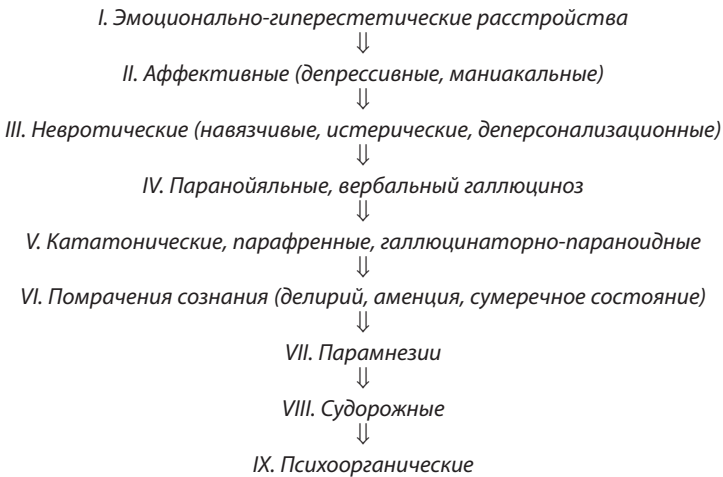 I. Эмоционально-гиперестетические расстройства
⇓
II. Аффективные (депрессивные, маниакальные)
⇓
III. Невротические (навязчивые, истерические, деперсонализационные)
⇓
IV. Паранойяльные, вербальный галлюциноз
⇓
V. Кататонические, парафренные, галлюцинаторно-параноидные
⇓
VI. Помрачения сознания (делирий, аменция, сумеречное состояние)
⇓
VII. Парамнезии
⇓
VIII. Судорожные
⇓
IX. Психоорганические